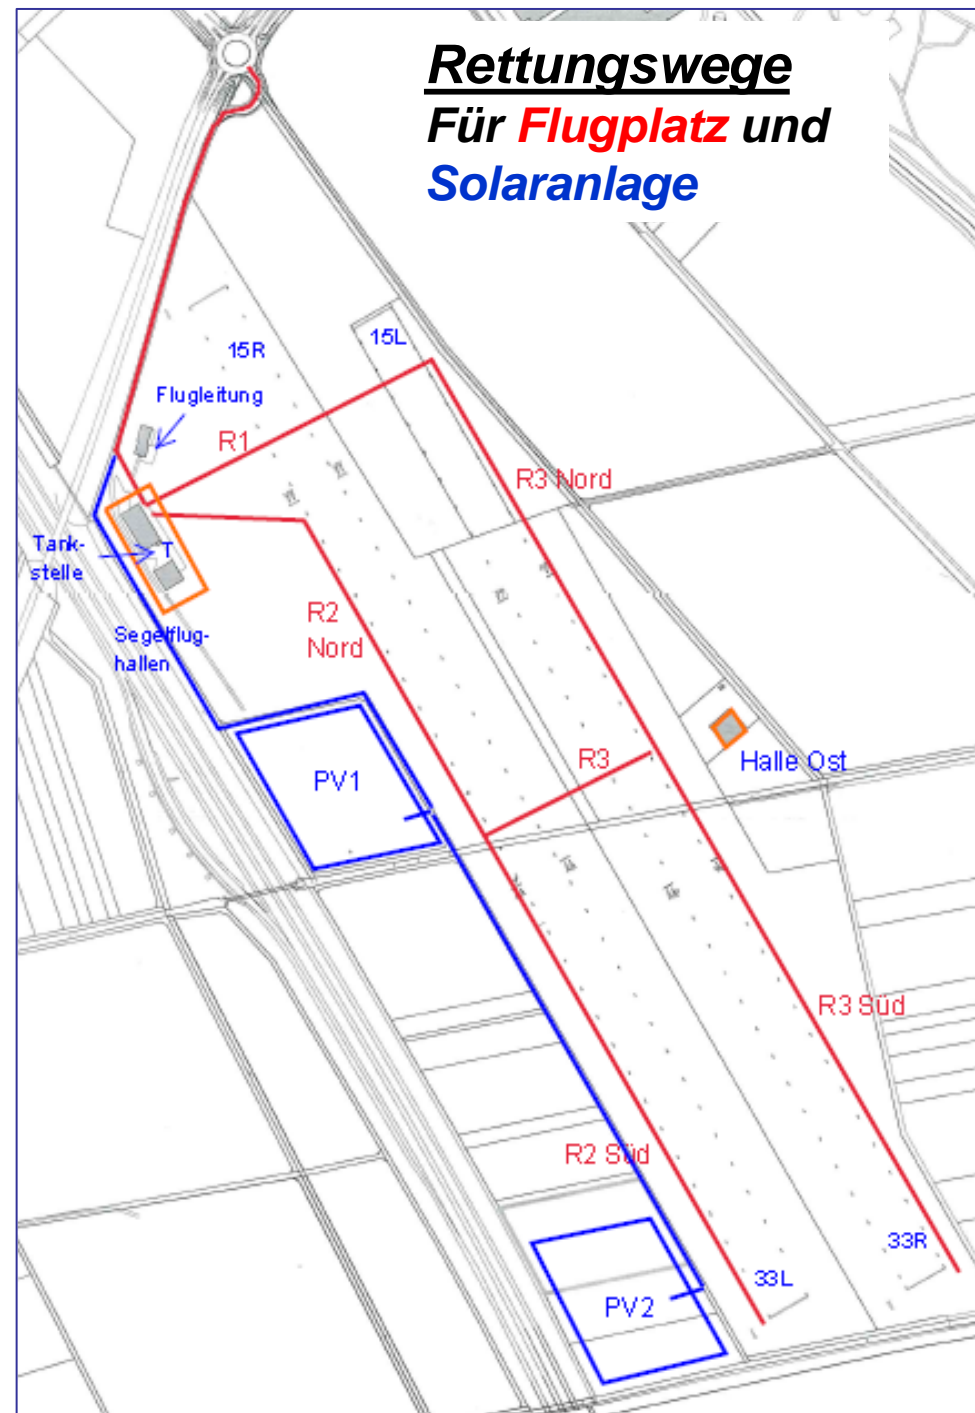 Rettungswege
Für Flugplatz und
Solaranlage
15R
15L
Flugleitung
R1
R3 Nord
Tank-
stelle
T
R2
Nord
Segelflug-
hallen
PV1
R3
Halle Ost
R3 Süd
R2 Süd
33R
33L
PV2